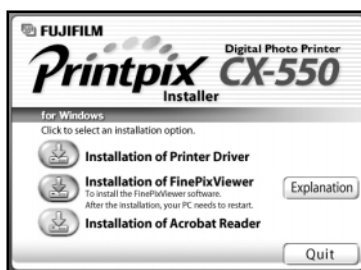 FUJIFILM
Digital Photo Printer
Printpix CX-550
Installer
for Windows
Click to select an installation option.
Installation of Printer Driver
Installation of FinePixViewer
To install the FinePixViewer software.
After the installation, your PC needs to restart.
Explanation
Installation of Acrobat Reader
Quit